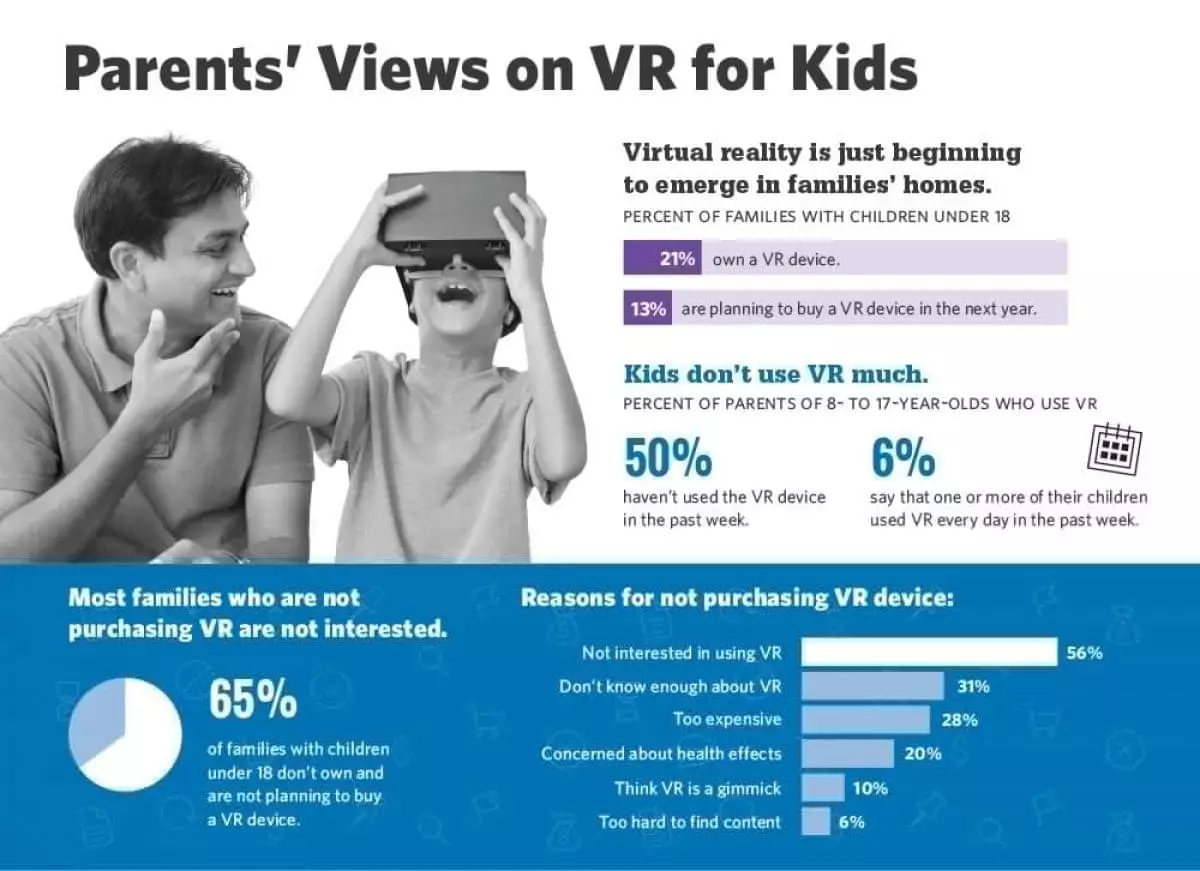 Parents’ Views on VR for Kids
Virtual reality is just beginning
to emerge in families’ homes.
PERCENT OF FAMILIES WITH CHILDREN UNDER 18
21% own a VR device.
13% are planning to buy a VR device in the next year.
Kids don’t use VR much.
PERCENT OF PARENTS OF 8- TO 17-YEAR-OLDS WHO USE VR
50%
haven’t used the VR device
in the past week.
6%
say that one or more of their children
used VR every day in the past week.
Most families who are not
purchasing VR are not interested.
65%
of families with children
under 18 don’t own and
are not planning to buy
a VR device.
Reasons for not purchasing VR device:
Not interested in using VR 56%
Don’t know enough about VR 31%
Too expensive 28%
Concerned about health effects 20%
Think VR is a gimmick 10%
Too hard to find content 6%